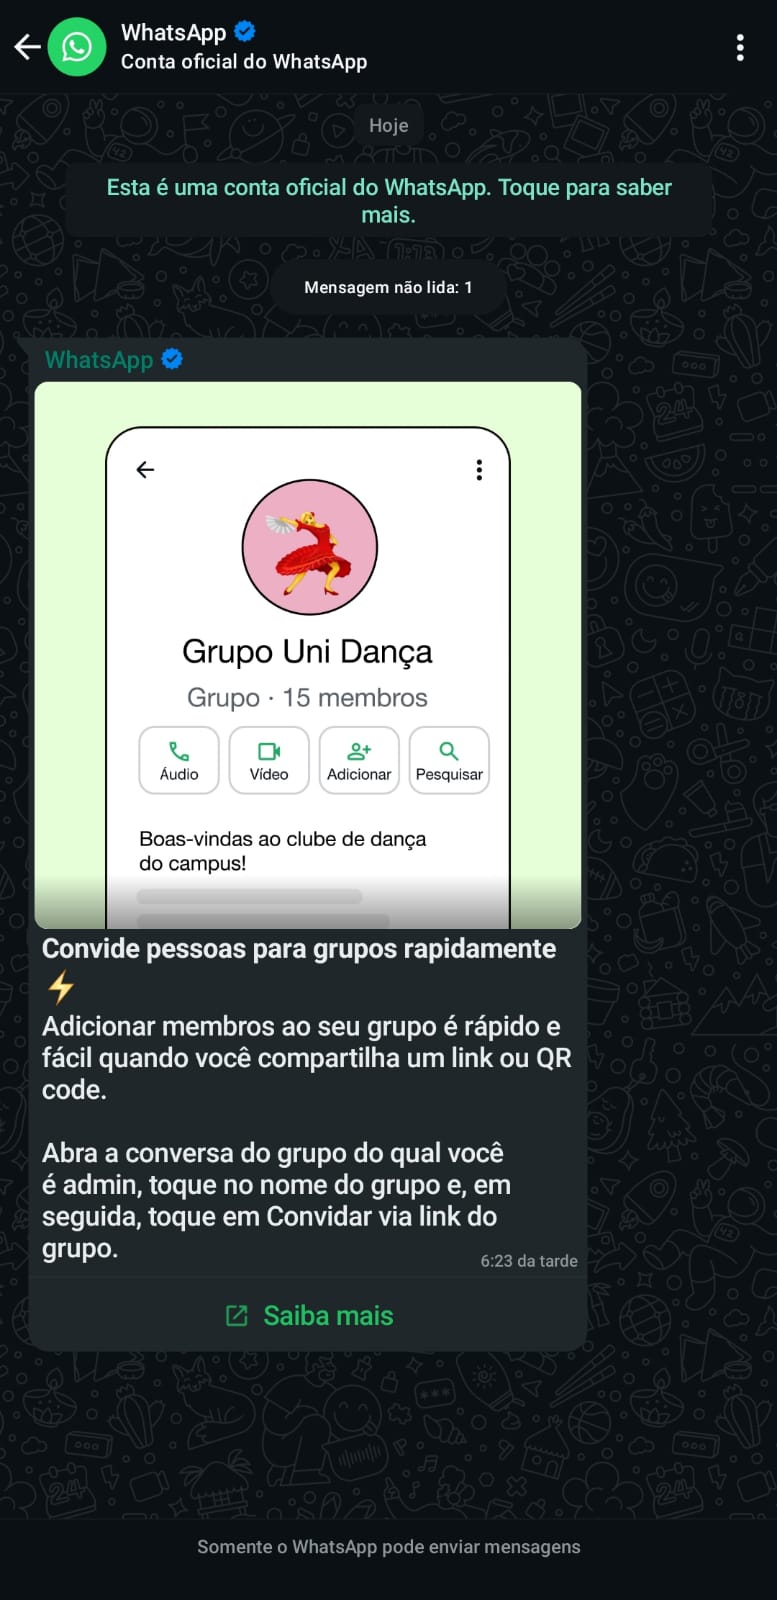 WhatsApp
Conta oficial do WhatsApp
Hoje
Esta é uma conta oficial do WhatsApp. Toque para saber
mais.
Mensagem não lida: 1
WhatsApp
Grupo Uni Dança
Grupo · 15 membros
Áudio Vídeo Adicionar Pesquisar
Boas-vindas ao clube de dança
do campus!
Convide pessoas para grupos rapidamente
⚡
Adicionar membros ao seu grupo é rápido e
fácil quando você compartilha um link ou QR
code.
Abra a conversa do grupo do qual você
é admin, toque no nome do grupo e, em
seguida, toque em Convidar via link do
grupo.
6:23 da tarde
Saiba mais
Somente o WhatsApp pode enviar mensagens